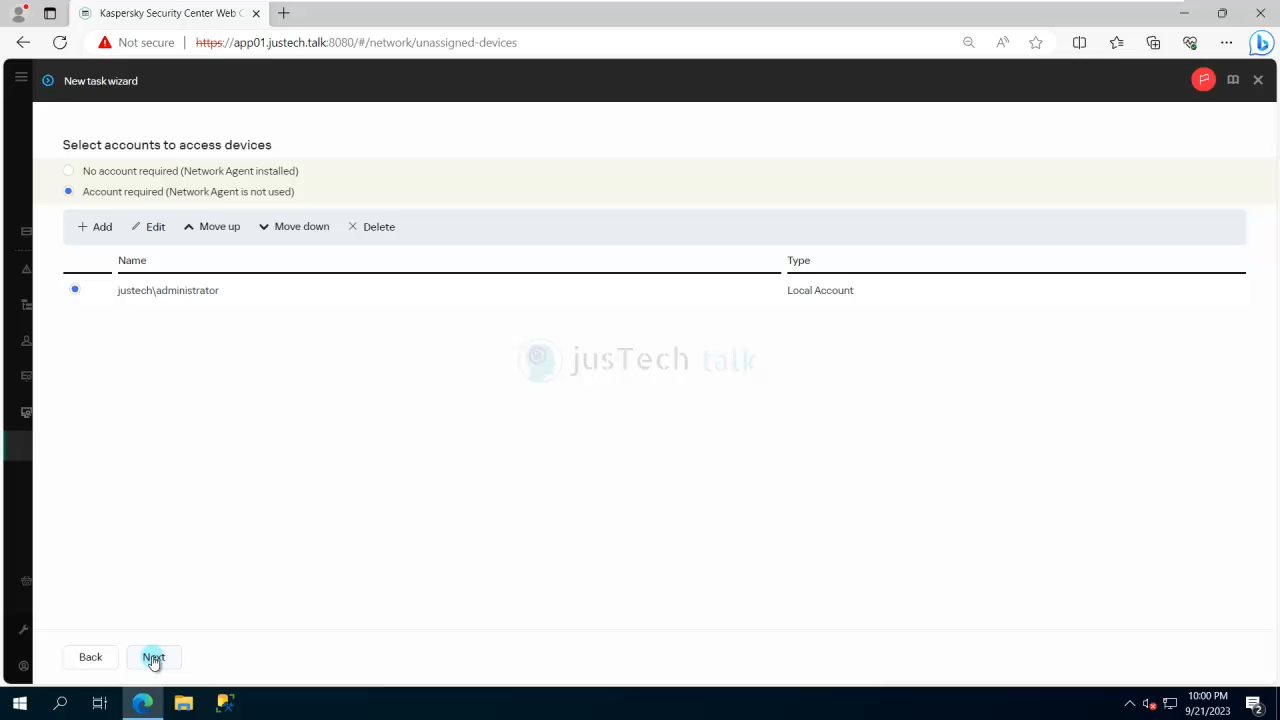 Kaspersky Security Center Web C
Not secure
https://app01.justech.talk:8080/#/network/unassigned-devices
New task wizard
Select accounts to access devices
No account required (Network Agent installed)
Account required (Network Agent is not used)
Add Edit Move up Move down Delete
Name Type
justech\administrator Local Account
jusTech talk
Back Next
10:00 PM
9/21/2023
2